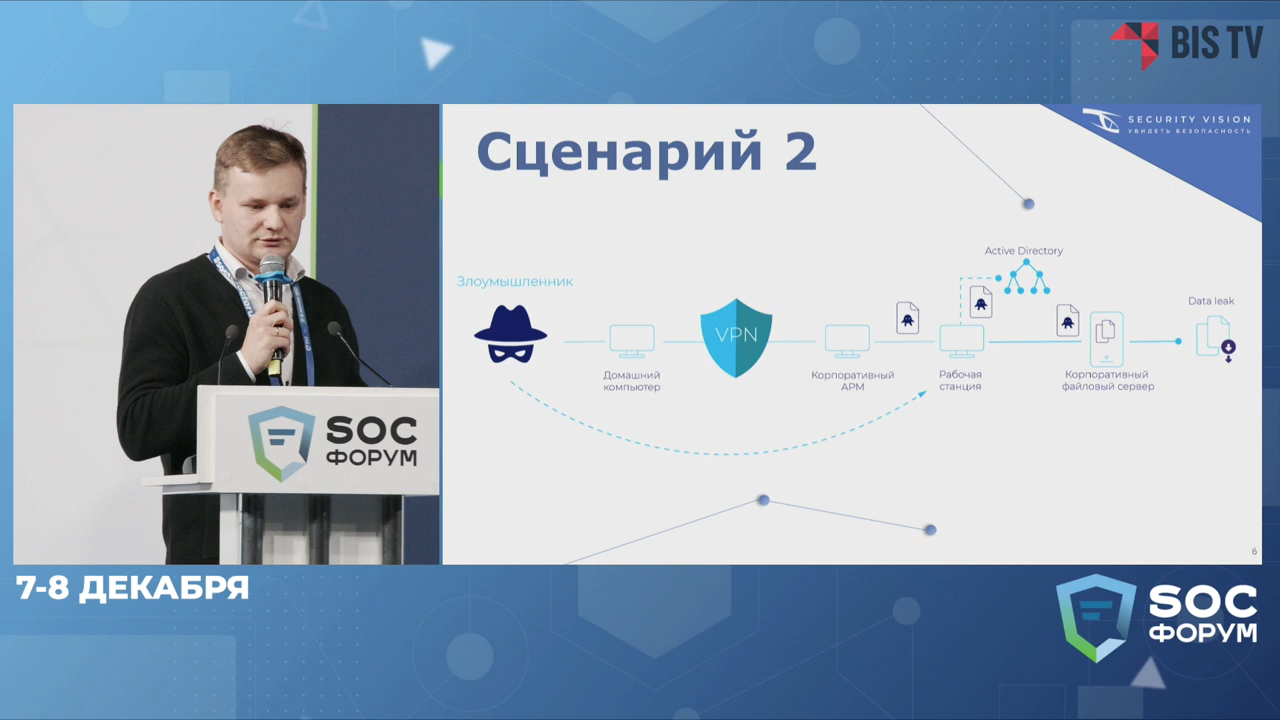 BIS TV
SECURITY VISION
УВИДЕТЬ БЕЗОПАСНОСТЬ
Сценарий 2
Active Directory
Злоумышленник
Data leak
VPN
Домашний
компьютер
Корпоративный
АРМ
Рабочая
станция
Корпоративный
файловый сервер
SOC
ФОРУМ
6
7-8 ДЕКАБРЯ
SOC
ФОРУМ